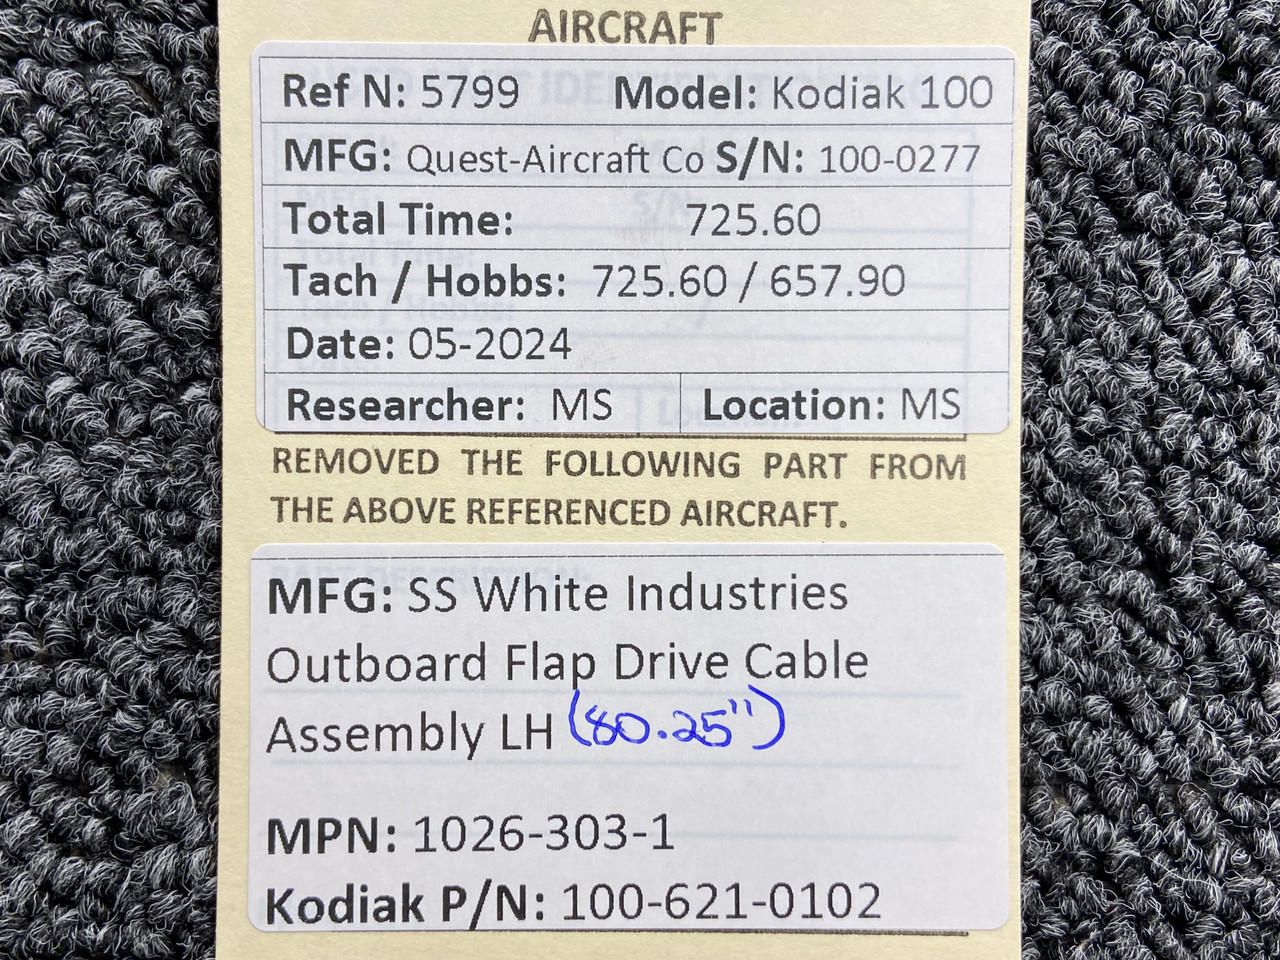 AIRCRAFT
Ref N: 5799 Model: Kodiak 100
MFG: Quest-Aircraft Co S/N: 100-0277
Total Time: 725.60
Tach / Hobbs: 725.60 / 657.90
Date: 05-2024
Researcher: MS Location: MS
REMOVED THE FOLLOWING PART FROM
THE ABOVE REFERENCED AIRCRAFT.
MFG: SS White Industries
Outboard Flap Drive Cable
Assembly LH (80.25")
MPN: 1026-303-1
Kodiak P/N: 100-621-0102